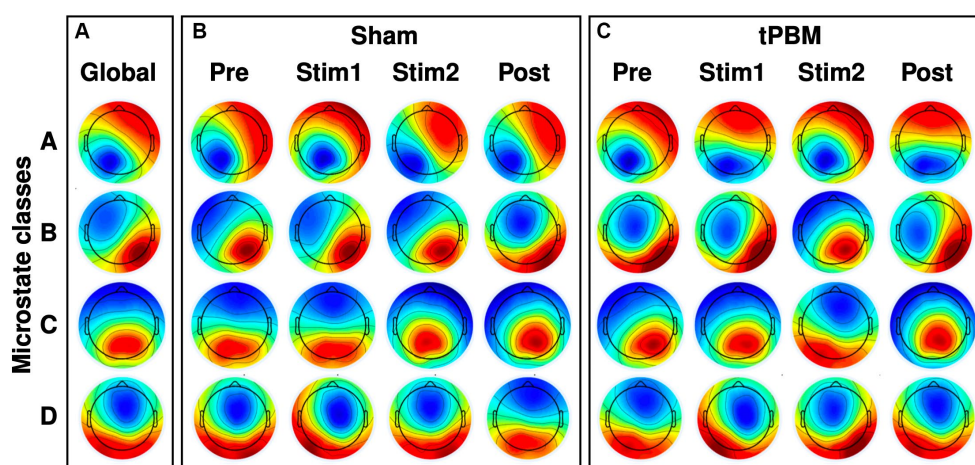 A
B
C
Sham
tPBM
Global
Pre
Stim1
Stim2
Post
Pre
Stim1
Stim2
Post
Microstate classes
A
B
C
D